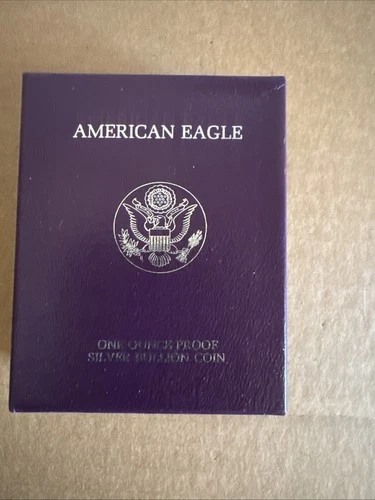 AMERICAN EAGLE
ONE OUNCE PROOF
SILVER BULLION COIN